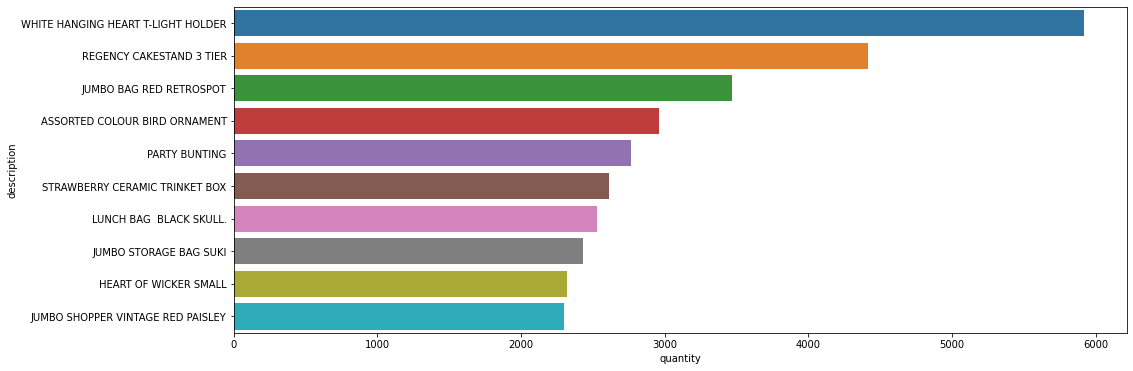 WHITE HANGING HEART T-LIGHT HOLDER
REGENCY CAKESTAND 3 TIER
JUMBO BAG RED RETROSPOT
ASSORTED COLOUR BIRD ORNAMENT
PARTY BUNTING
STRAWBERRY CERAMIC TRINKET BOX
LUNCH BAG  BLACK SKULL.
JUMBO STORAGE BAG SUKI
HEART OF WICKER SMALL
JUMBO SHOPPER VINTAGE RED PAISLEY
description
0 1000 2000 3000 4000 5000 6000
quantity